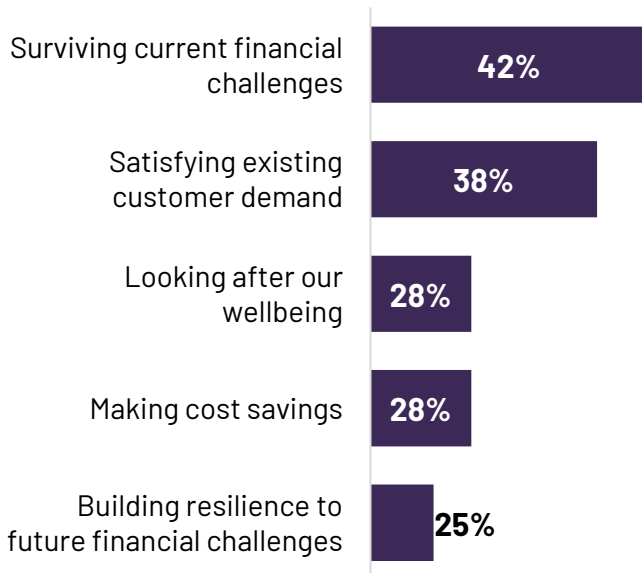 Surviving current financial
challenges
42%
Satisfying existing
customer demand
38%
Looking after our
wellbeing
28%
Making cost savings
28%
Building resilience to
future financial challenges
25%